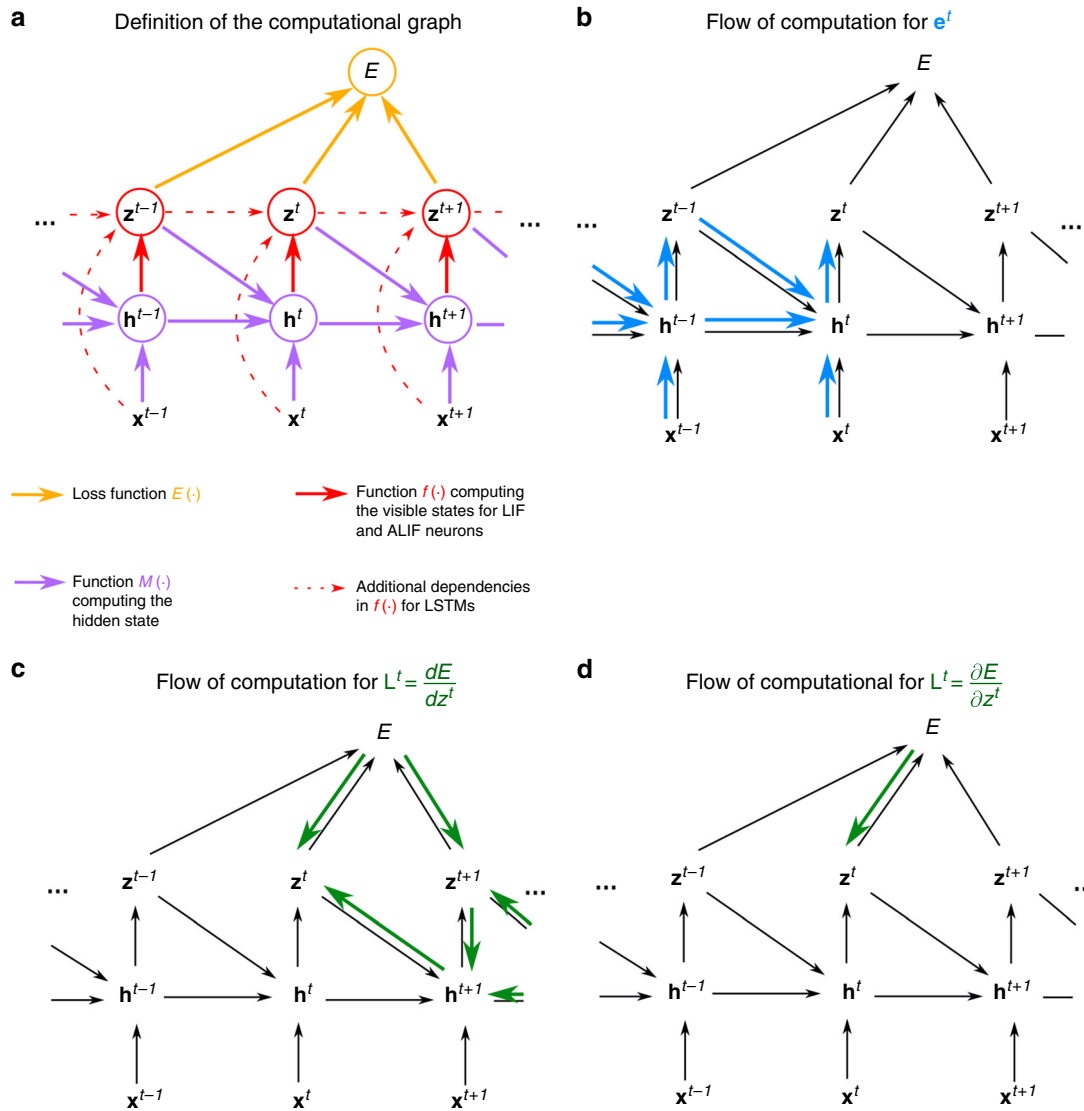 a Definition of the computational graph
E
... z^{t–1} z^t z^{t+1} ...
h^{t–1} h^t h^{t+1}
x^{t–1} x^t x^{t+1}
Loss function E (·)
Function f (·) computing
the visible states for LIF
and ALIF neurons
Function M (·)
computing the
hidden state
Additional dependencies
in f (·) for LSTMs
b Flow of computation for e^t
E
... z^{t–1} z^t z^{t+1} ...
h^{t–1} h^t h^{t+1}
x^{t–1} x^t x^{t+1}
c Flow of computation for L^t = dE/dz^t
E
... z^{t–1} z^t z^{t+1} ...
h^{t–1} h^t h^{t+1}
x^{t–1} x^t x^{t+1}
d Flow of computational for L^t = ∂E/∂z^t
E
... z^{t–1} z^t z^{t+1} ...
h^{t–1} h^t h^{t+1}
x^{t–1} x^t x^{t+1}